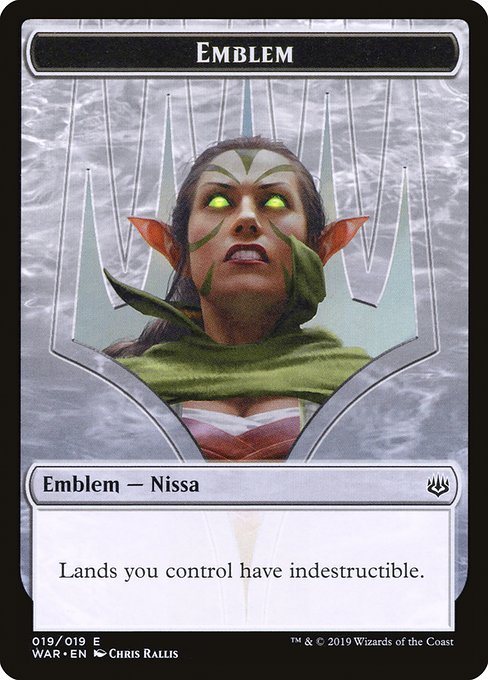 EMBLEM
Emblem — Nissa
Lands you control have indestructible.
019/019 E
WAR • EN CHRIS RALLIS
™ & © 2019 Wizards of the Coast